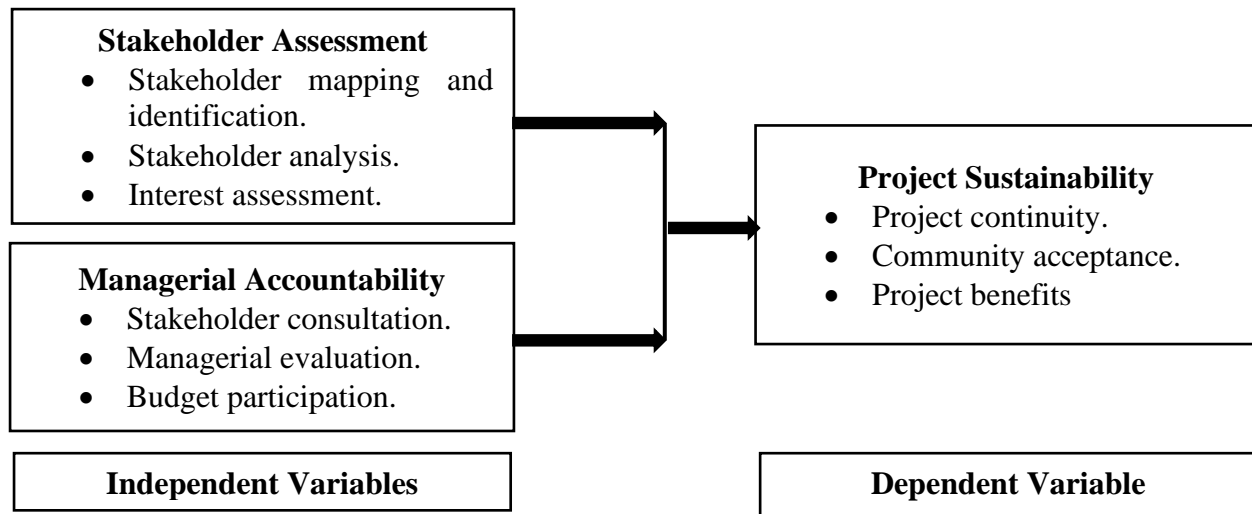 Stakeholder Assessment
• Stakeholder mapping and
identification.
• Stakeholder analysis.
• Interest assessment.
Managerial Accountability
• Stakeholder consultation.
• Managerial evaluation.
• Budget participation.
Independent Variables
Project Sustainability
• Project continuity.
• Community acceptance.
• Project benefits
Dependent Variable